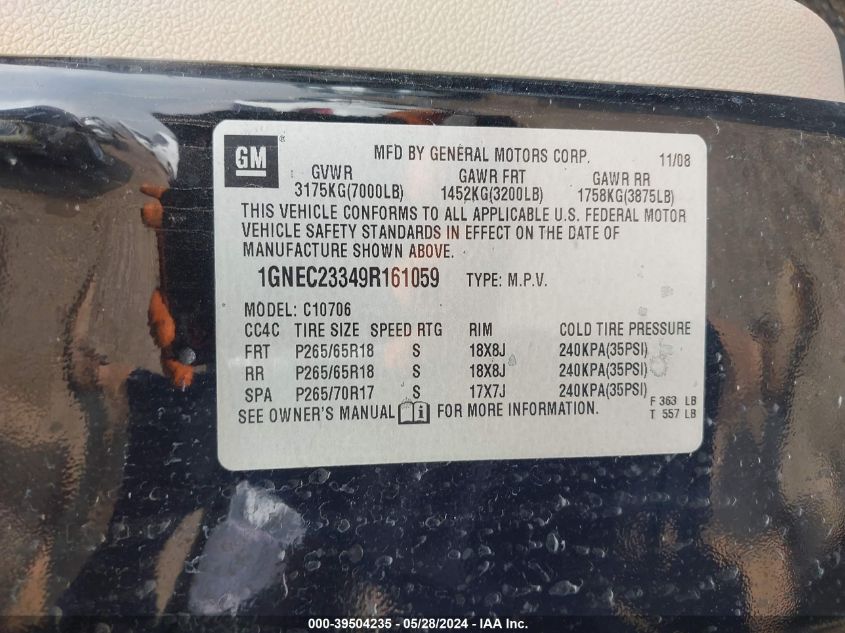 GM ®
MFD BY GENERAL MOTORS CORP. 11/08
GVWR GAWR FRT GAWR RR
3175KG(7000LB) 1452KG(3200LB) 1758KG(3875LB)
THIS VEHICLE CONFORMS TO ALL APPLICABLE U.S. FEDERAL MOTOR
VEHICLE SAFETY STANDARDS IN EFFECT ON THE DATE OF
MANUFACTURE SHOWN ABOVE.
1GNEC23349R161059 TYPE: M.P.V.
MODEL: C10706
CC4C TIRE SIZE SPEED RTG RIM COLD TIRE PRESSURE
FRT P265/65R18 S 18X8J 240KPA(35PSI)
RR P265/65R18 S 18X8J 240KPA(35PSI)
SPA P265/70R17 S 17X7J 240KPA(35PSI)
SEE OWNER'S MANUAL FOR MORE INFORMATION.
F 363 LB
T 557 LB
000-39504235 - 05/28/2024 - IAA Inc.